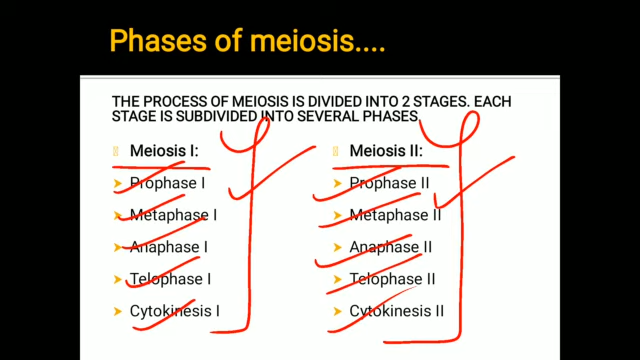 Phases of meiosis....
THE PROCESS OF MEIOSIS IS DIVIDED INTO 2 STAGES. EACH
STAGE IS SUBDIVIDED INTO SEVERAL PHASES.
Meiosis I:
Prophase I
Metaphase I
Anaphase I
Telophase I
Cytokinesis I
Meiosis II:
Prophase II
Metaphase II
Anaphase II
Telophase II
Cytokinesis II